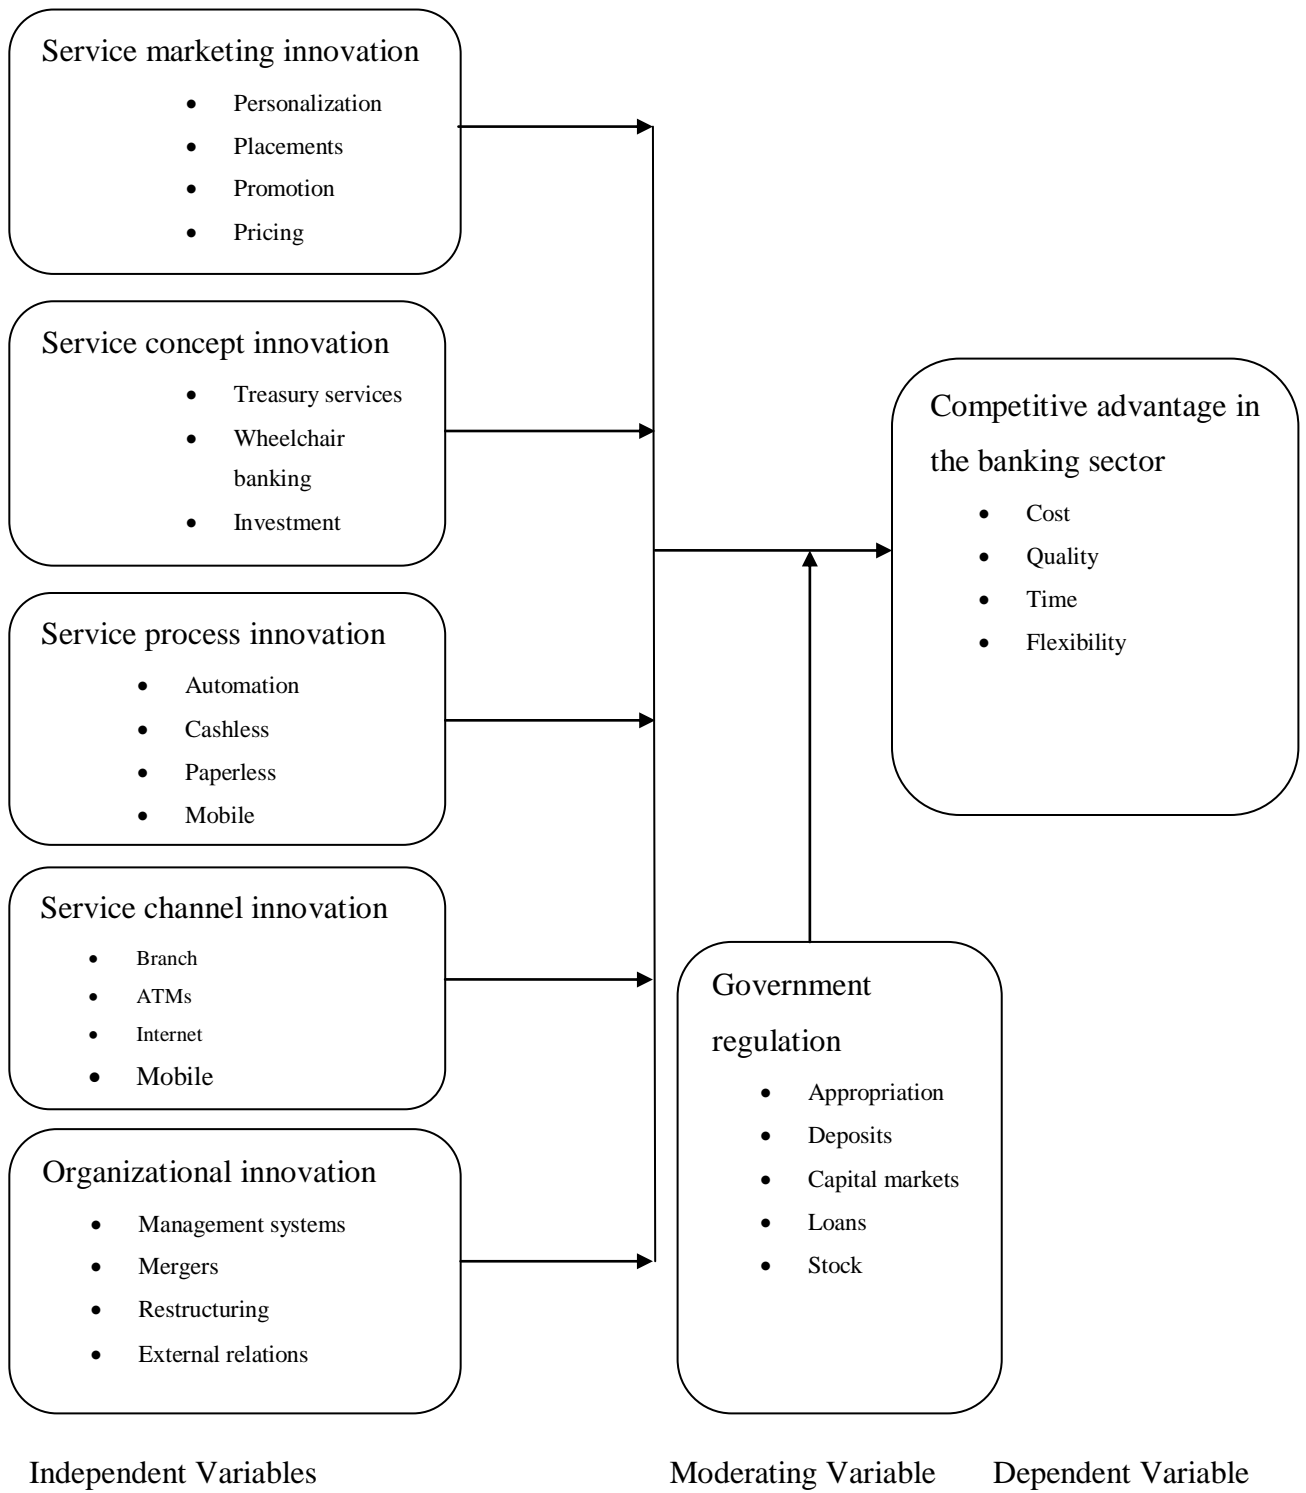 Service marketing innovation
• Personalization
• Placements
• Promotion
• Pricing
Service concept innovation
• Treasury services
• Wheelchair
banking
• Investment
Service process innovation
• Automation
• Cashless
• Paperless
• Mobile
Service channel innovation
• Branch
• ATMs
• Internet
• Mobile
Organizational innovation
• Management systems
• Mergers
• Restructuring
• External relations
Competitive advantage in
the banking sector
• Cost
• Quality
• Time
• Flexibility
Government
regulation
• Appropriation
• Deposits
• Capital markets
• Loans
• Stock
Independent Variables
Moderating Variable
Dependent Variable